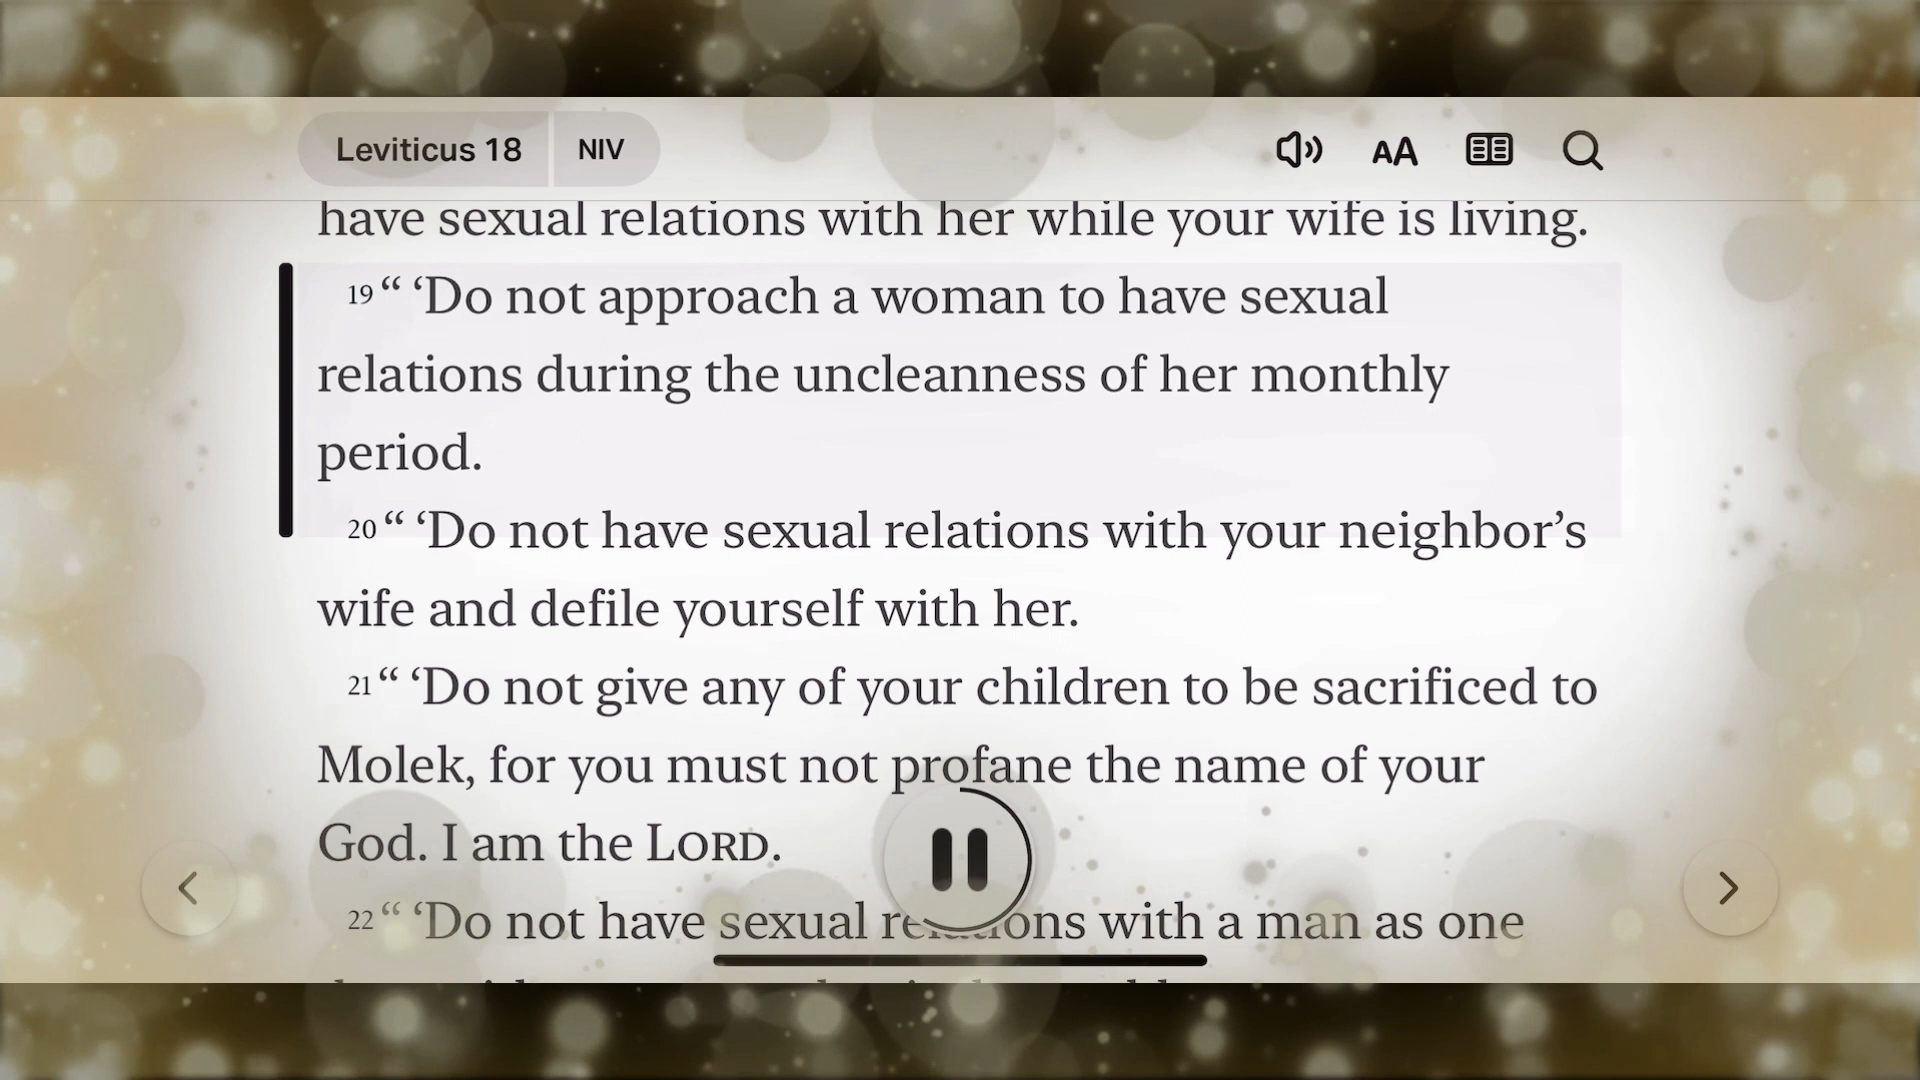 Leviticus 18 NIV AA
have sexual relations with her while your wife is living.
19 “ ‘Do not approach a woman to have sexual
relations during the uncleanness of her monthly
period.
20 “ ‘Do not have sexual relations with your neighbor’s
wife and defile yourself with her.
21 “ ‘Do not give any of your children to be sacrificed to
Molek, for you must not profane the name of your
God. I am the LORD.
22 “ ‘Do not have sexual relations with a man as one